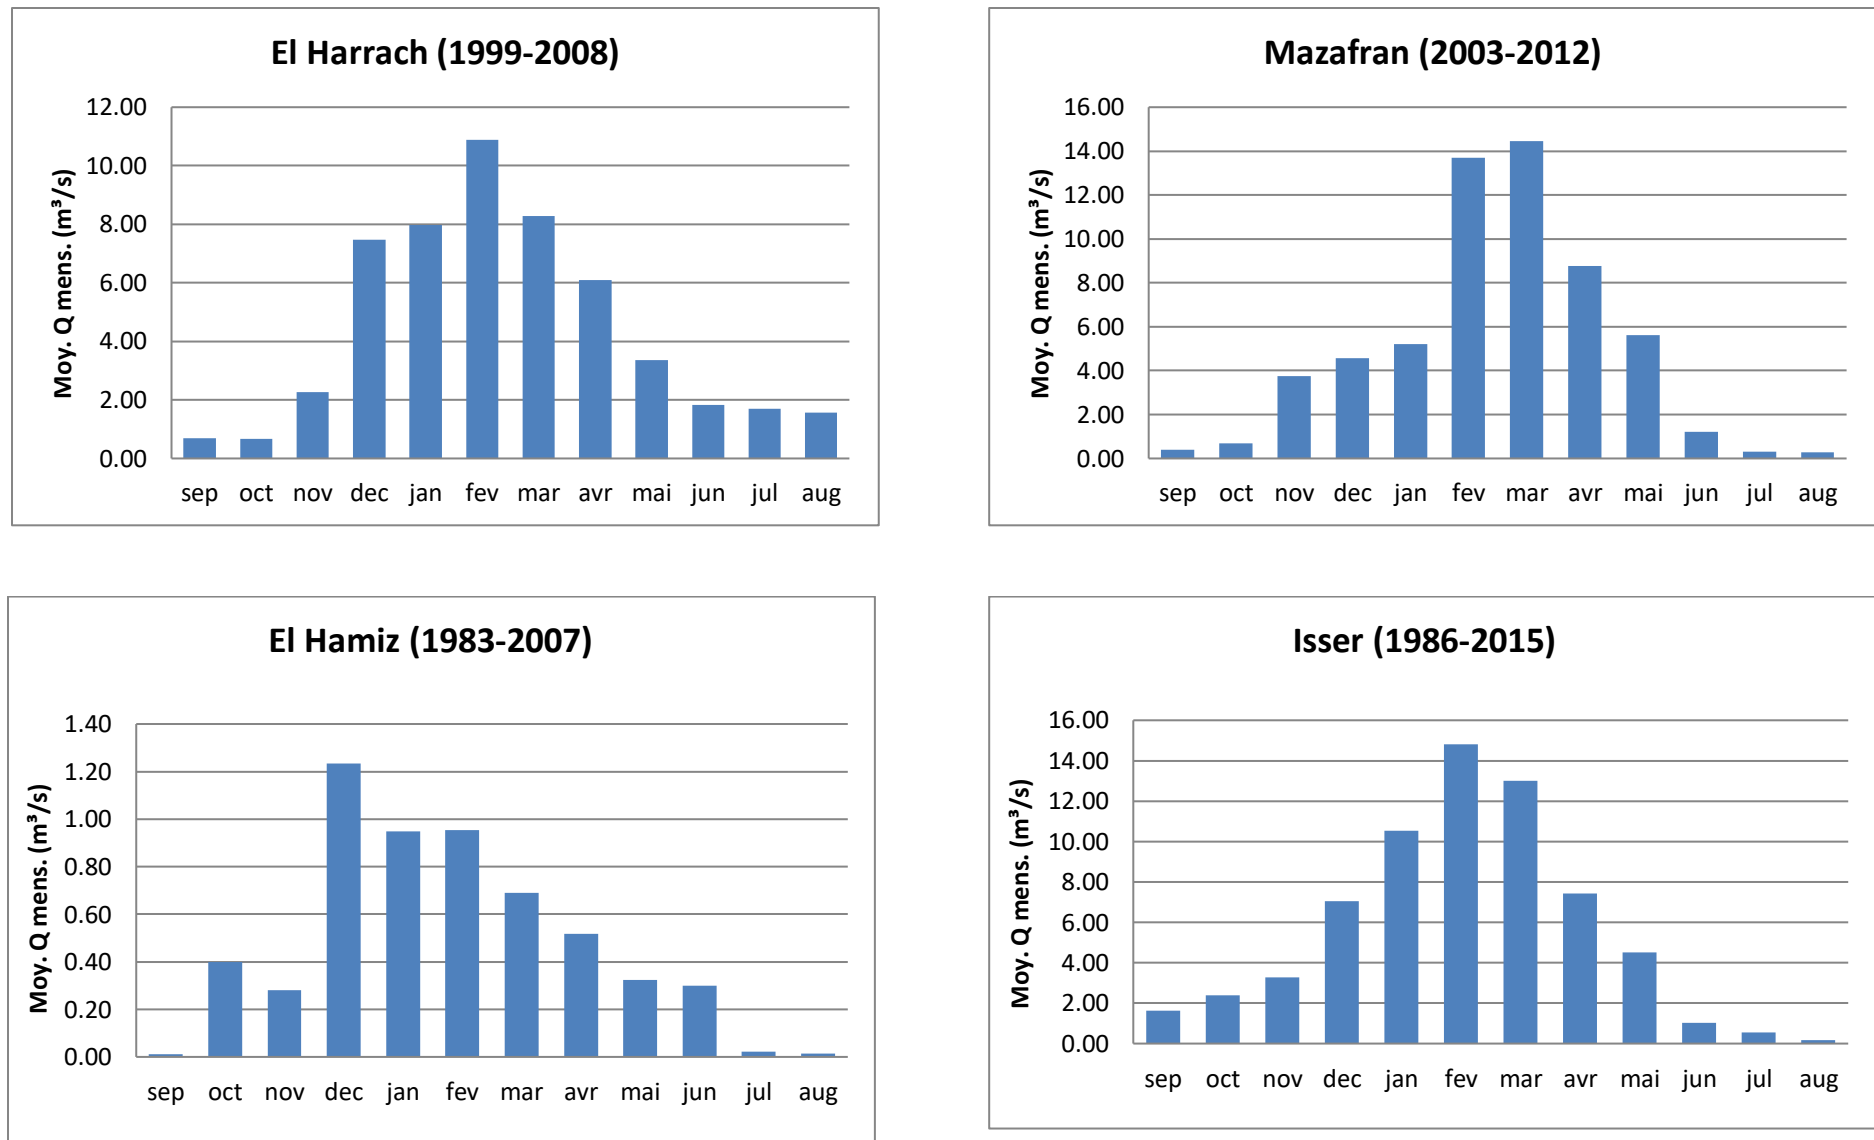 El Harrach (1999-2008)
Moy. Q mens. (m³/s)
12.00
10.00
8.00
6.00
4.00
2.00
0.00
sep oct nov dec jan fev mar avr mai jun jul aug
Mazafran (2003-2012)
Moy. Q mens. (m³/s)
16.00
14.00
12.00
10.00
8.00
6.00
4.00
2.00
0.00
sep oct nov dec jan fev mar avr mai jun jul aug
El Hamiz (1983-2007)
Moy. Q mens. (m³/s)
1.40
1.20
1.00
0.80
0.60
0.40
0.20
0.00
sep oct nov dec jan fev mar avr mai jun jul aug
Isser (1986-2015)
Moy. Q mens. (m³/s)
16.00
14.00
12.00
10.00
8.00
6.00
4.00
2.00
0.00
sep oct nov dec jan fev mar avr mai jun jul aug